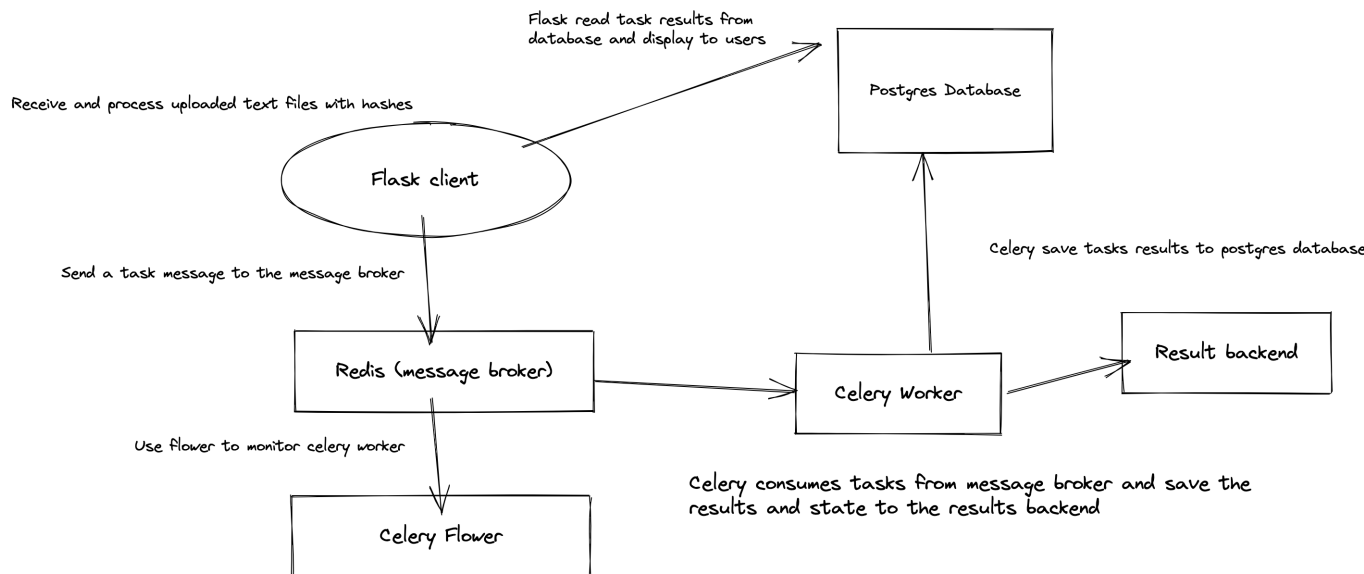 Flask read task results from
database and display to users
Postgres Database
Receive and process uploaded text files with hashes
Flask client
Celery save tasks results to postgres database
Send a task message to the message broker
Redis (message broker)
Result backend
Celery Worker
Use flower to monitor celery worker
Celery consumes tasks from message broker and save the
results and state to the results backend
Celery Flower